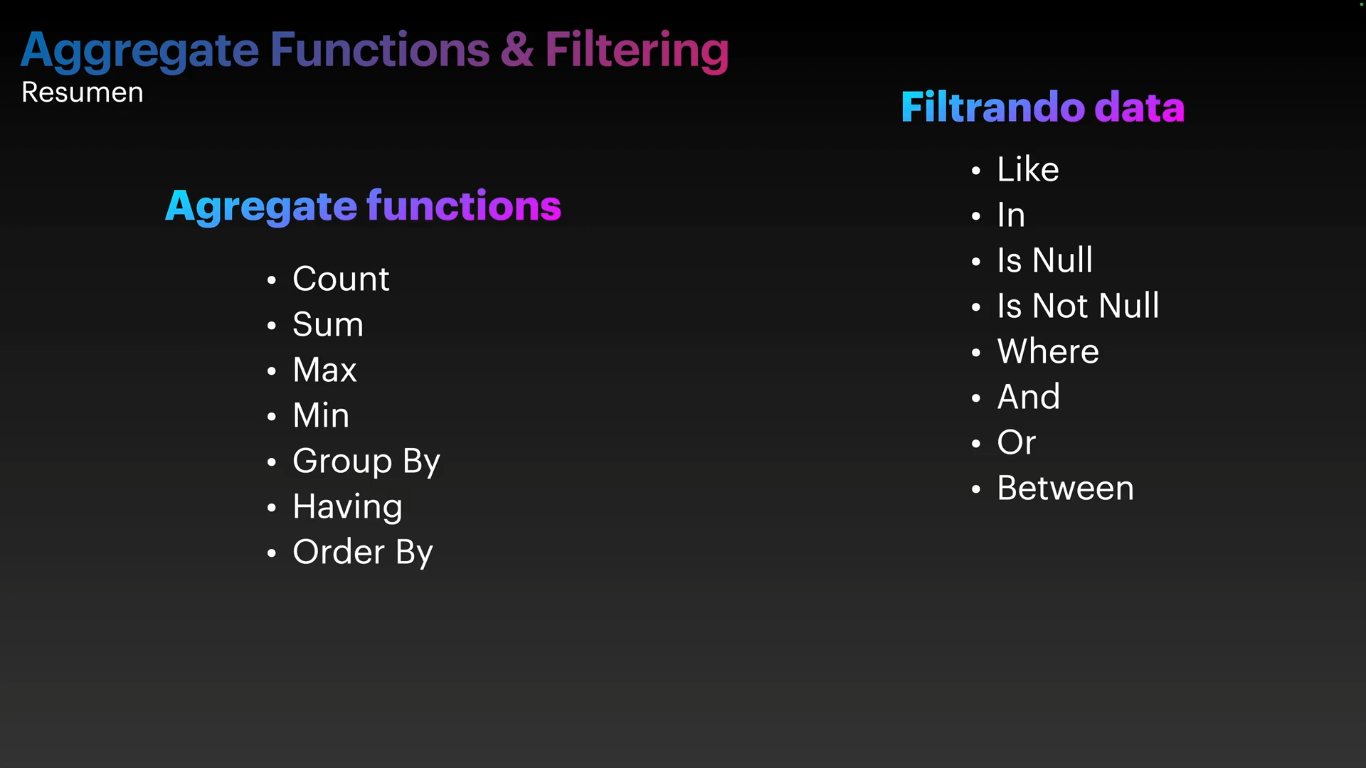 Aggregate Functions & Filtering
Resumen
Agregate functions
• Count
• Sum
• Max
• Min
• Group By
• Having
• Order By
Filtrando data
• Like
• In
• Is Null
• Is Not Null
• Where
• And
• Or
• Between